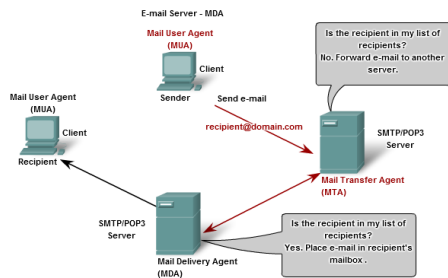 E-mail Server - MDA
Mail User Agent
(MUA)
Client
Sender
Is the recipient in my list of
recipients?
No. Forward e-mail to another
server.
Send e-mail
recipient@domain.com
Mail User Agent
(MUA)
Client
Recipient
SMTP/POP3
Server
Mail Transfer Agent
(MTA)
SMTP/POP3
Server
Mail Delivery Agent
(MDA)
Is the recipient in my list of
recipients?
Yes. Place e-mail in recipient's
mailbox .